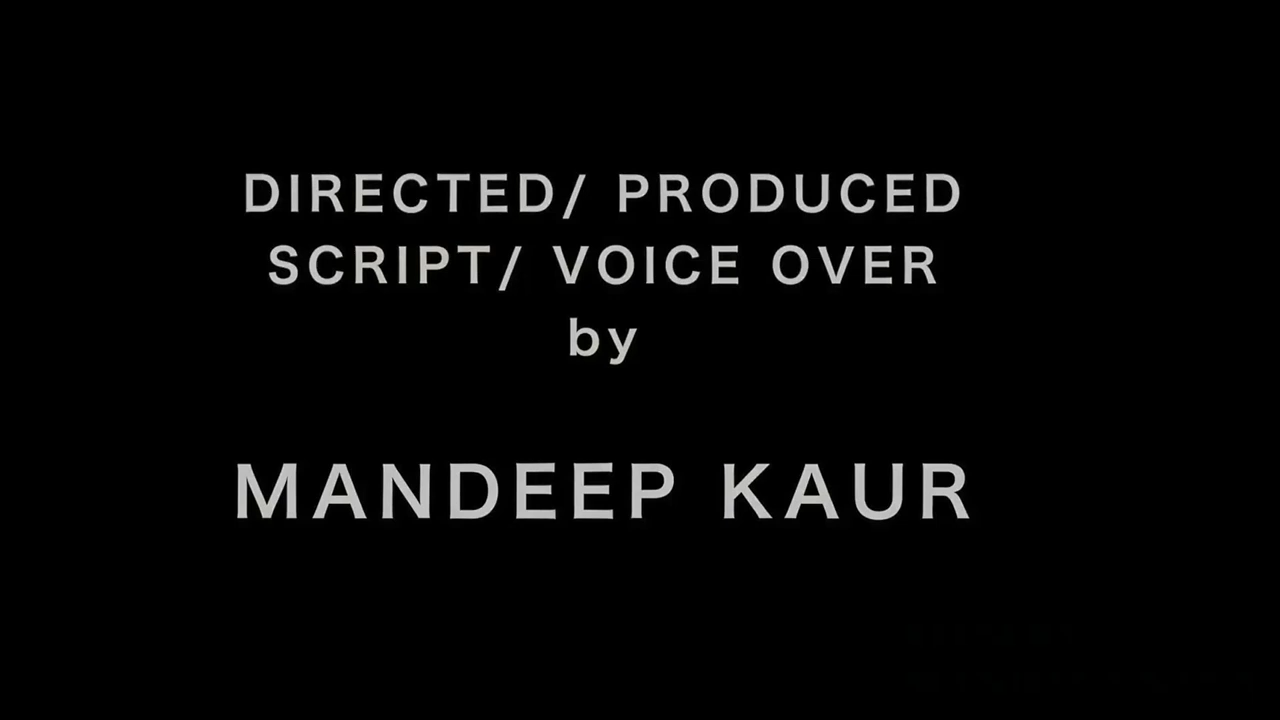 DIRECTED/ PRODUCED
SCRIPT/ VOICE OVER
by
MANDEEP KAUR